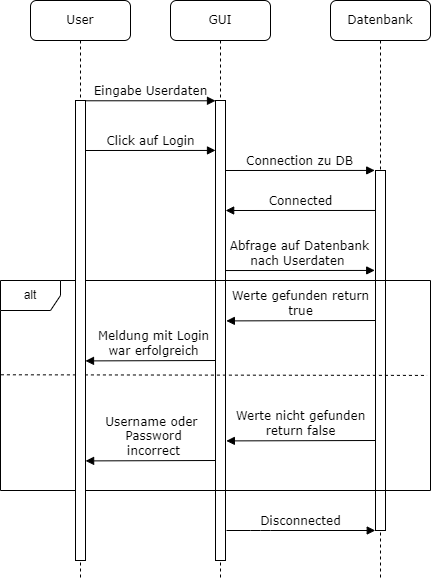 User
GUI
Datenbank
Eingabe Userdaten
Click auf Login
Connection zu DB
Connected
Abfrage auf Datenbank
nach Userdaten
alt
Werte gefunden return
true
Meldung mit Login
war erfolgreich
Werte nicht gefunden
return false
Username oder
Password
incorrect
Disconnected